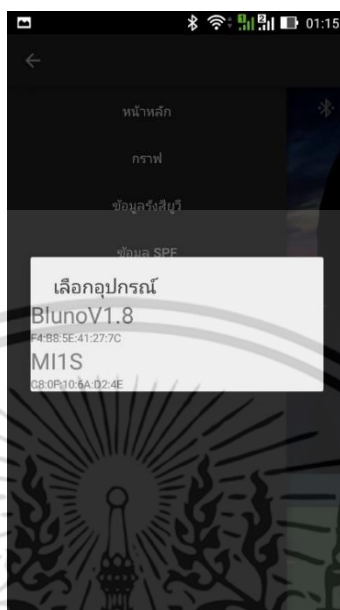 01:15
หน้าหลัก
กราฟ
ข้อมูลรังสียูวี
ข้อมูล SPF
เลือกอุปกรณ์
BlunoV1.8
F4:B8:5E:41:27:7C
MI1S
C8:0F:10:6A:D2:4E